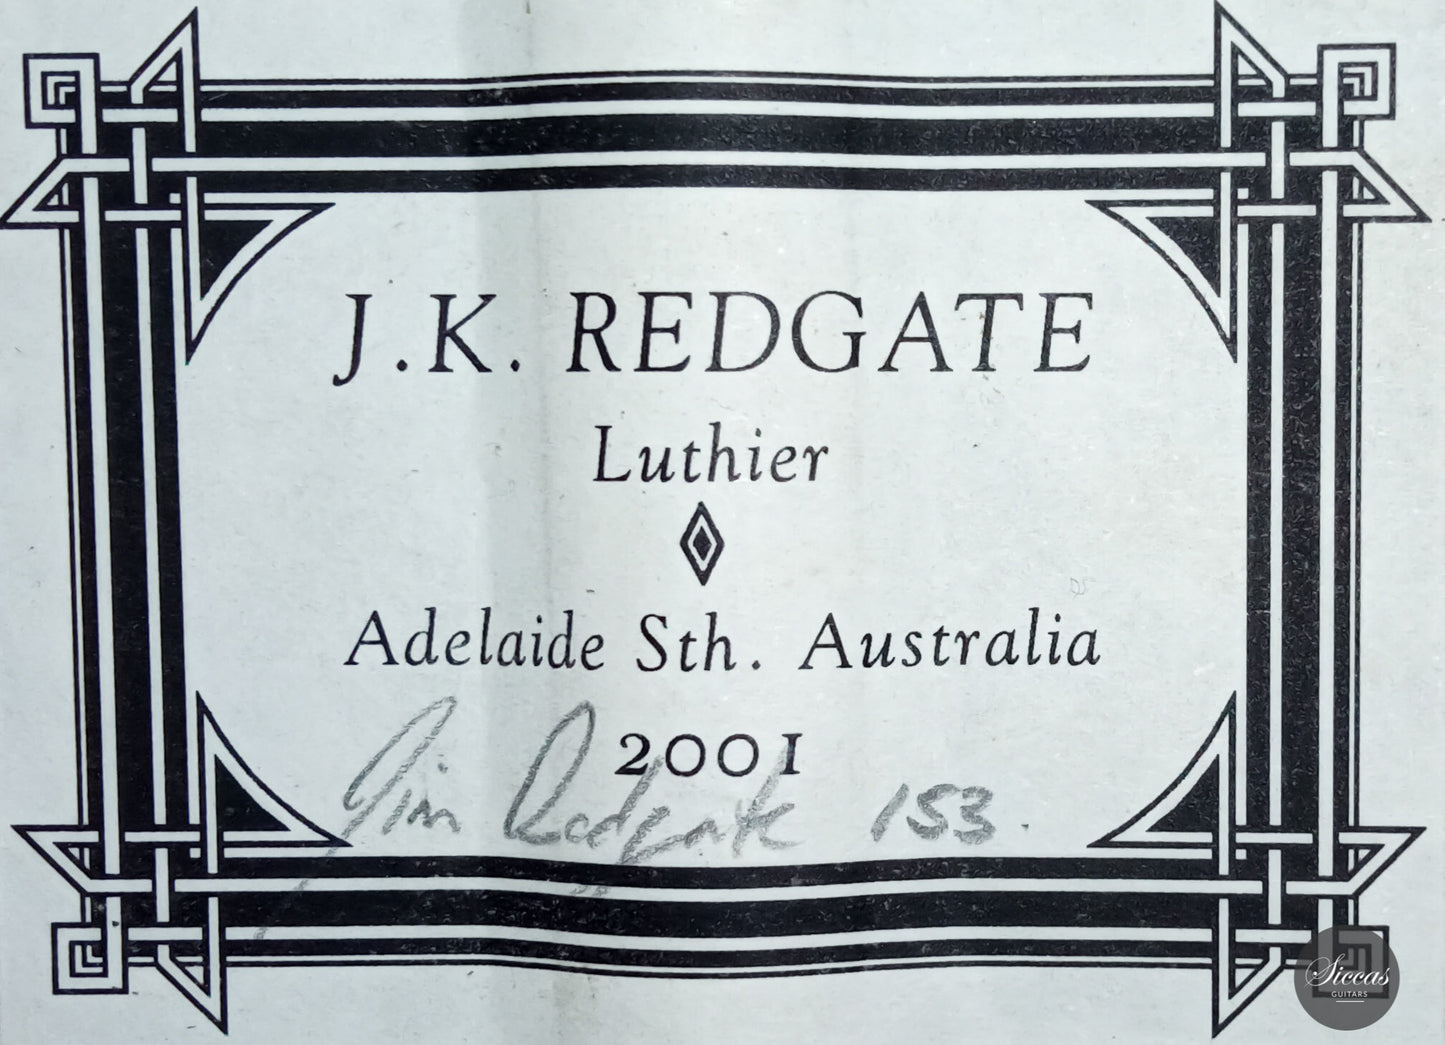 J.K. REDGATE
Luthier
Adelaide Sth. Australia
2001
Jim Redgate 153.
Siccas
GUITARS